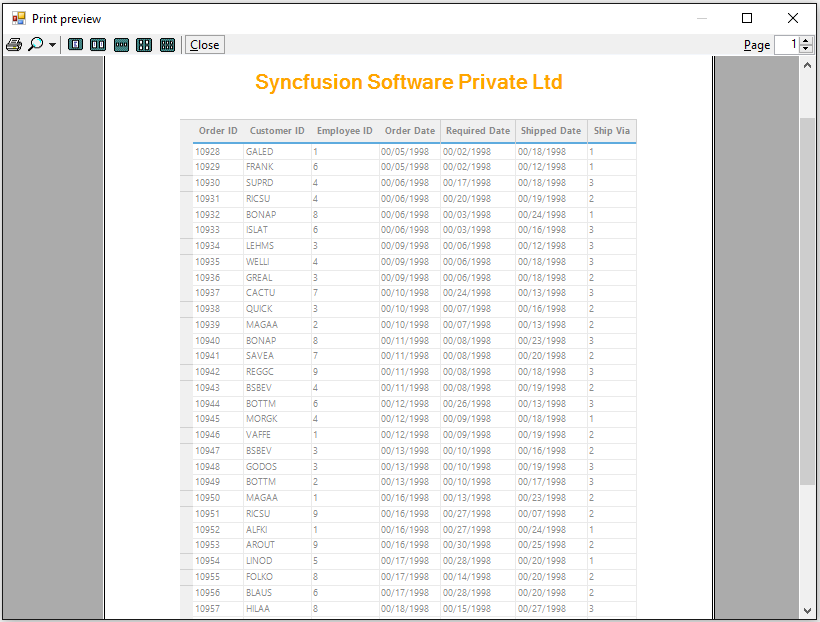 Print preview
Close
Page 1
Syncfusion Software Private Ltd
Order ID Customer ID Employee ID Order Date Required Date Shipped Date Ship Via
10928 GALED 1 00/05/1998 00/02/1998 00/18/1998 1
10929 FRANK 6 00/05/1998 00/02/1998 00/12/1998 1
10930 SUPRD 4 00/06/1998 00/17/1998 00/18/1998 3
10931 RICSU 4 00/06/1998 00/20/1998 00/19/1998 2
10932 BONAP 8 00/06/1998 00/03/1998 00/24/1998 1
10933 ISLAT 6 00/06/1998 00/03/1998 00/16/1998 3
10934 LEHMS 3 00/09/1998 00/06/1998 00/12/1998 3
10935 WELLI 4 00/09/1998 00/06/1998 00/18/1998 3
10936 GREAL 3 00/09/1998 00/06/1998 00/18/1998 2
10937 CACTU 7 00/10/1998 00/24/1998 00/13/1998 3
10938 QUICK 3 00/10/1998 00/07/1998 00/16/1998 2
10939 MAGAA 2 00/10/1998 00/07/1998 00/13/1998 2
10940 BONAP 8 00/11/1998 00/08/1998 00/23/1998 3
10941 SAVEA 7 00/11/1998 00/08/1998 00/20/1998 2
10942 REGGC 9 00/11/1998 00/08/1998 00/18/1998 3
10943 BSBEV 4 00/11/1998 00/08/1998 00/19/1998 2
10944 BOTTM 6 00/12/1998 00/26/1998 00/13/1998 3
10945 MORGK 4 00/12/1998 00/09/1998 00/18/1998 1
10946 VAFFE 1 00/12/1998 00/09/1998 00/19/1998 2
10947 BSBEV 3 00/13/1998 00/10/1998 00/16/1998 2
10948 GODOS 3 00/13/1998 00/10/1998 00/19/1998 3
10949 BOTTM 2 00/13/1998 00/10/1998 00/17/1998 3
10950 MAGAA 1 00/16/1998 00/13/1998 00/23/1998 2
10951 RICSU 9 00/16/1998 00/27/1998 00/07/1998 2
10952 ALFKI 1 00/16/1998 00/27/1998 00/24/1998 1
10953 AROUT 9 00/16/1998 00/30/1998 00/25/1998 2
10954 LINOD 5 00/17/1998 00/28/1998 00/20/1998 1
10955 FOLKO 8 00/17/1998 00/14/1998 00/20/1998 2
10956 BLAUS 6 00/17/1998 00/28/1998 00/20/1998 2
10957 HILAA 8 00/18/1998 00/15/1998 00/27/1998 3